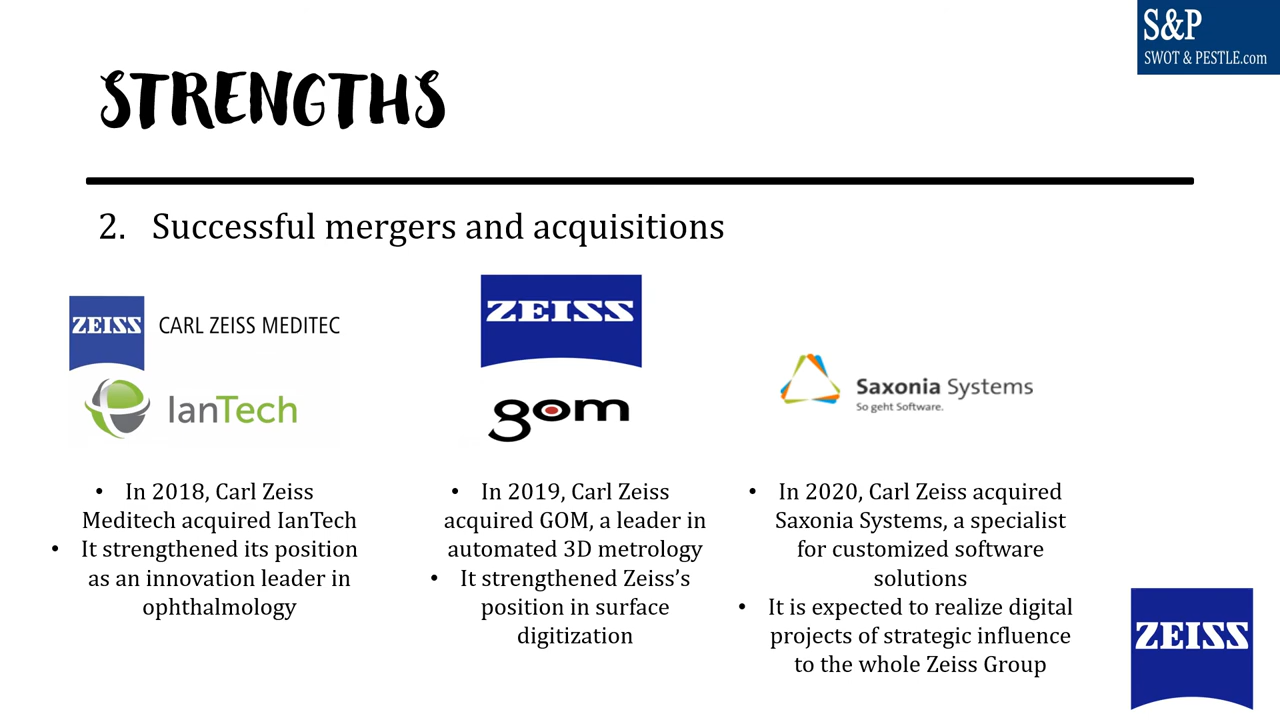 S&P
SWOT & PESTLE.com
STRENGTHS
2. Successful mergers and acquisitions
ZEISS CARL ZEISS MEDITEC
IanTech
• In 2018, Carl Zeiss
Meditech acquired IanTech
• It strengthened its position
as an innovation leader in
ophthalmology
ZEISS
gom
• In 2019, Carl Zeiss
acquired GOM, a leader in
automated 3D metrology
• It strengthened Zeiss’s
position in surface
digitization
Saxonia Systems
So geht Software.
• In 2020, Carl Zeiss acquired
Saxonia Systems, a specialist
for customized software
solutions
• It is expected to realize digital
projects of strategic influence
to the whole Zeiss Group
ZEISS